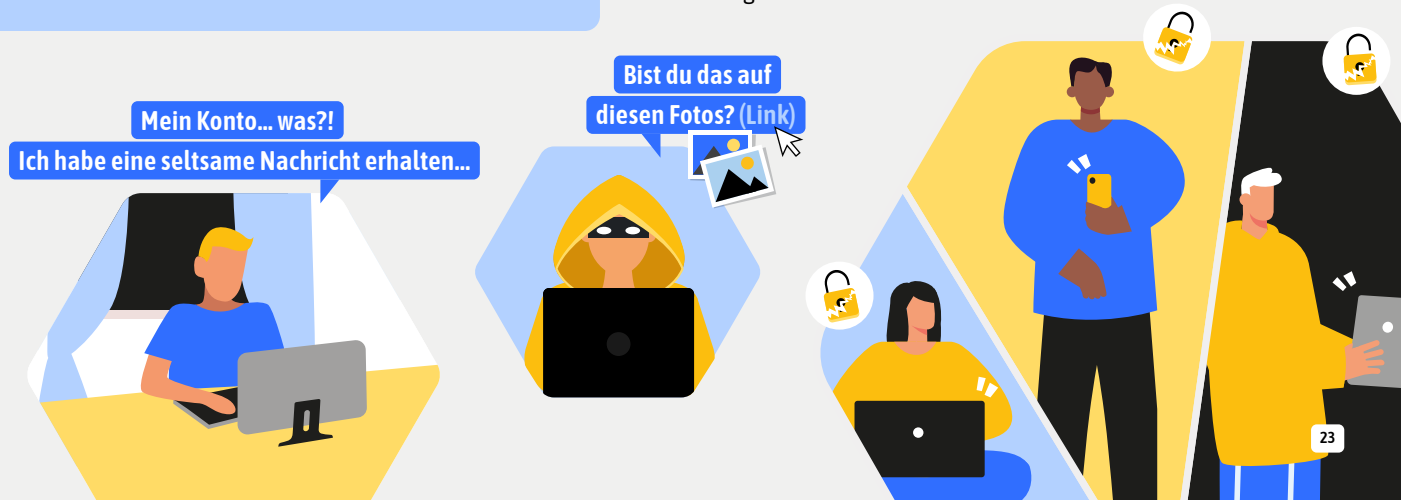 Mein Konto... was?!
Ich habe eine seltsame Nachricht erhalten...
Bist du das auf
diesen Fotos? (Link)
23